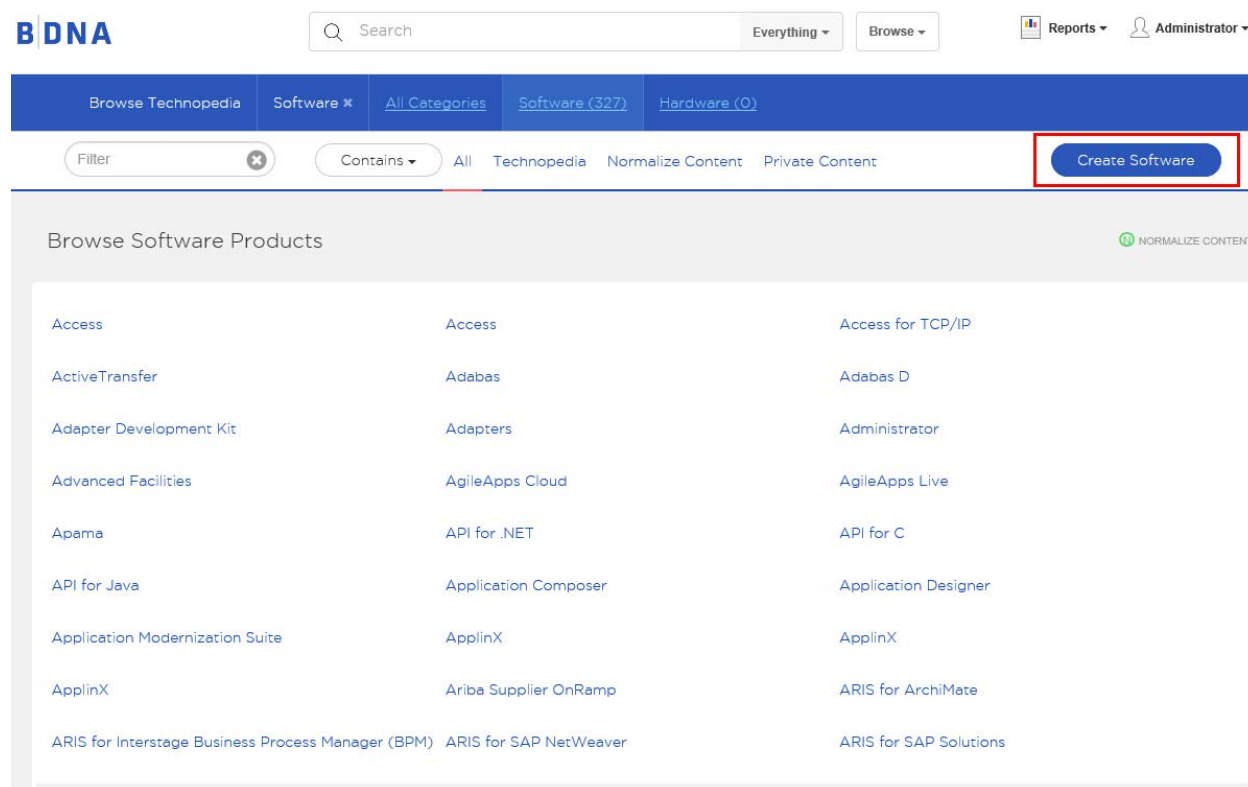 BDNA Search Everything Browse Reports Administrator
Browse Technopedia Software All Categories Software (327) Hardware (0)
Filter Contains All Technopedia Normalize Content Private Content Create Software
Browse Software Products N NORMALIZE CONTENT
Access Access Access for TCP/IP
ActiveTransfer Adabas Adabas D
Adapter Development Kit Adapters Administrator
Advanced Facilities AgileApps Cloud AgileApps Live
Apama API for .NET API for C
API for Java Application Composer Application Designer
Application Modernization Suite ApplinX ApplinX
ApplinX Ariba Supplier OnRamp ARIS for ArchiMate
ARIS for Interstage Business Process Manager (BPM) ARIS for SAP NetWeaver ARIS for SAP Solutions